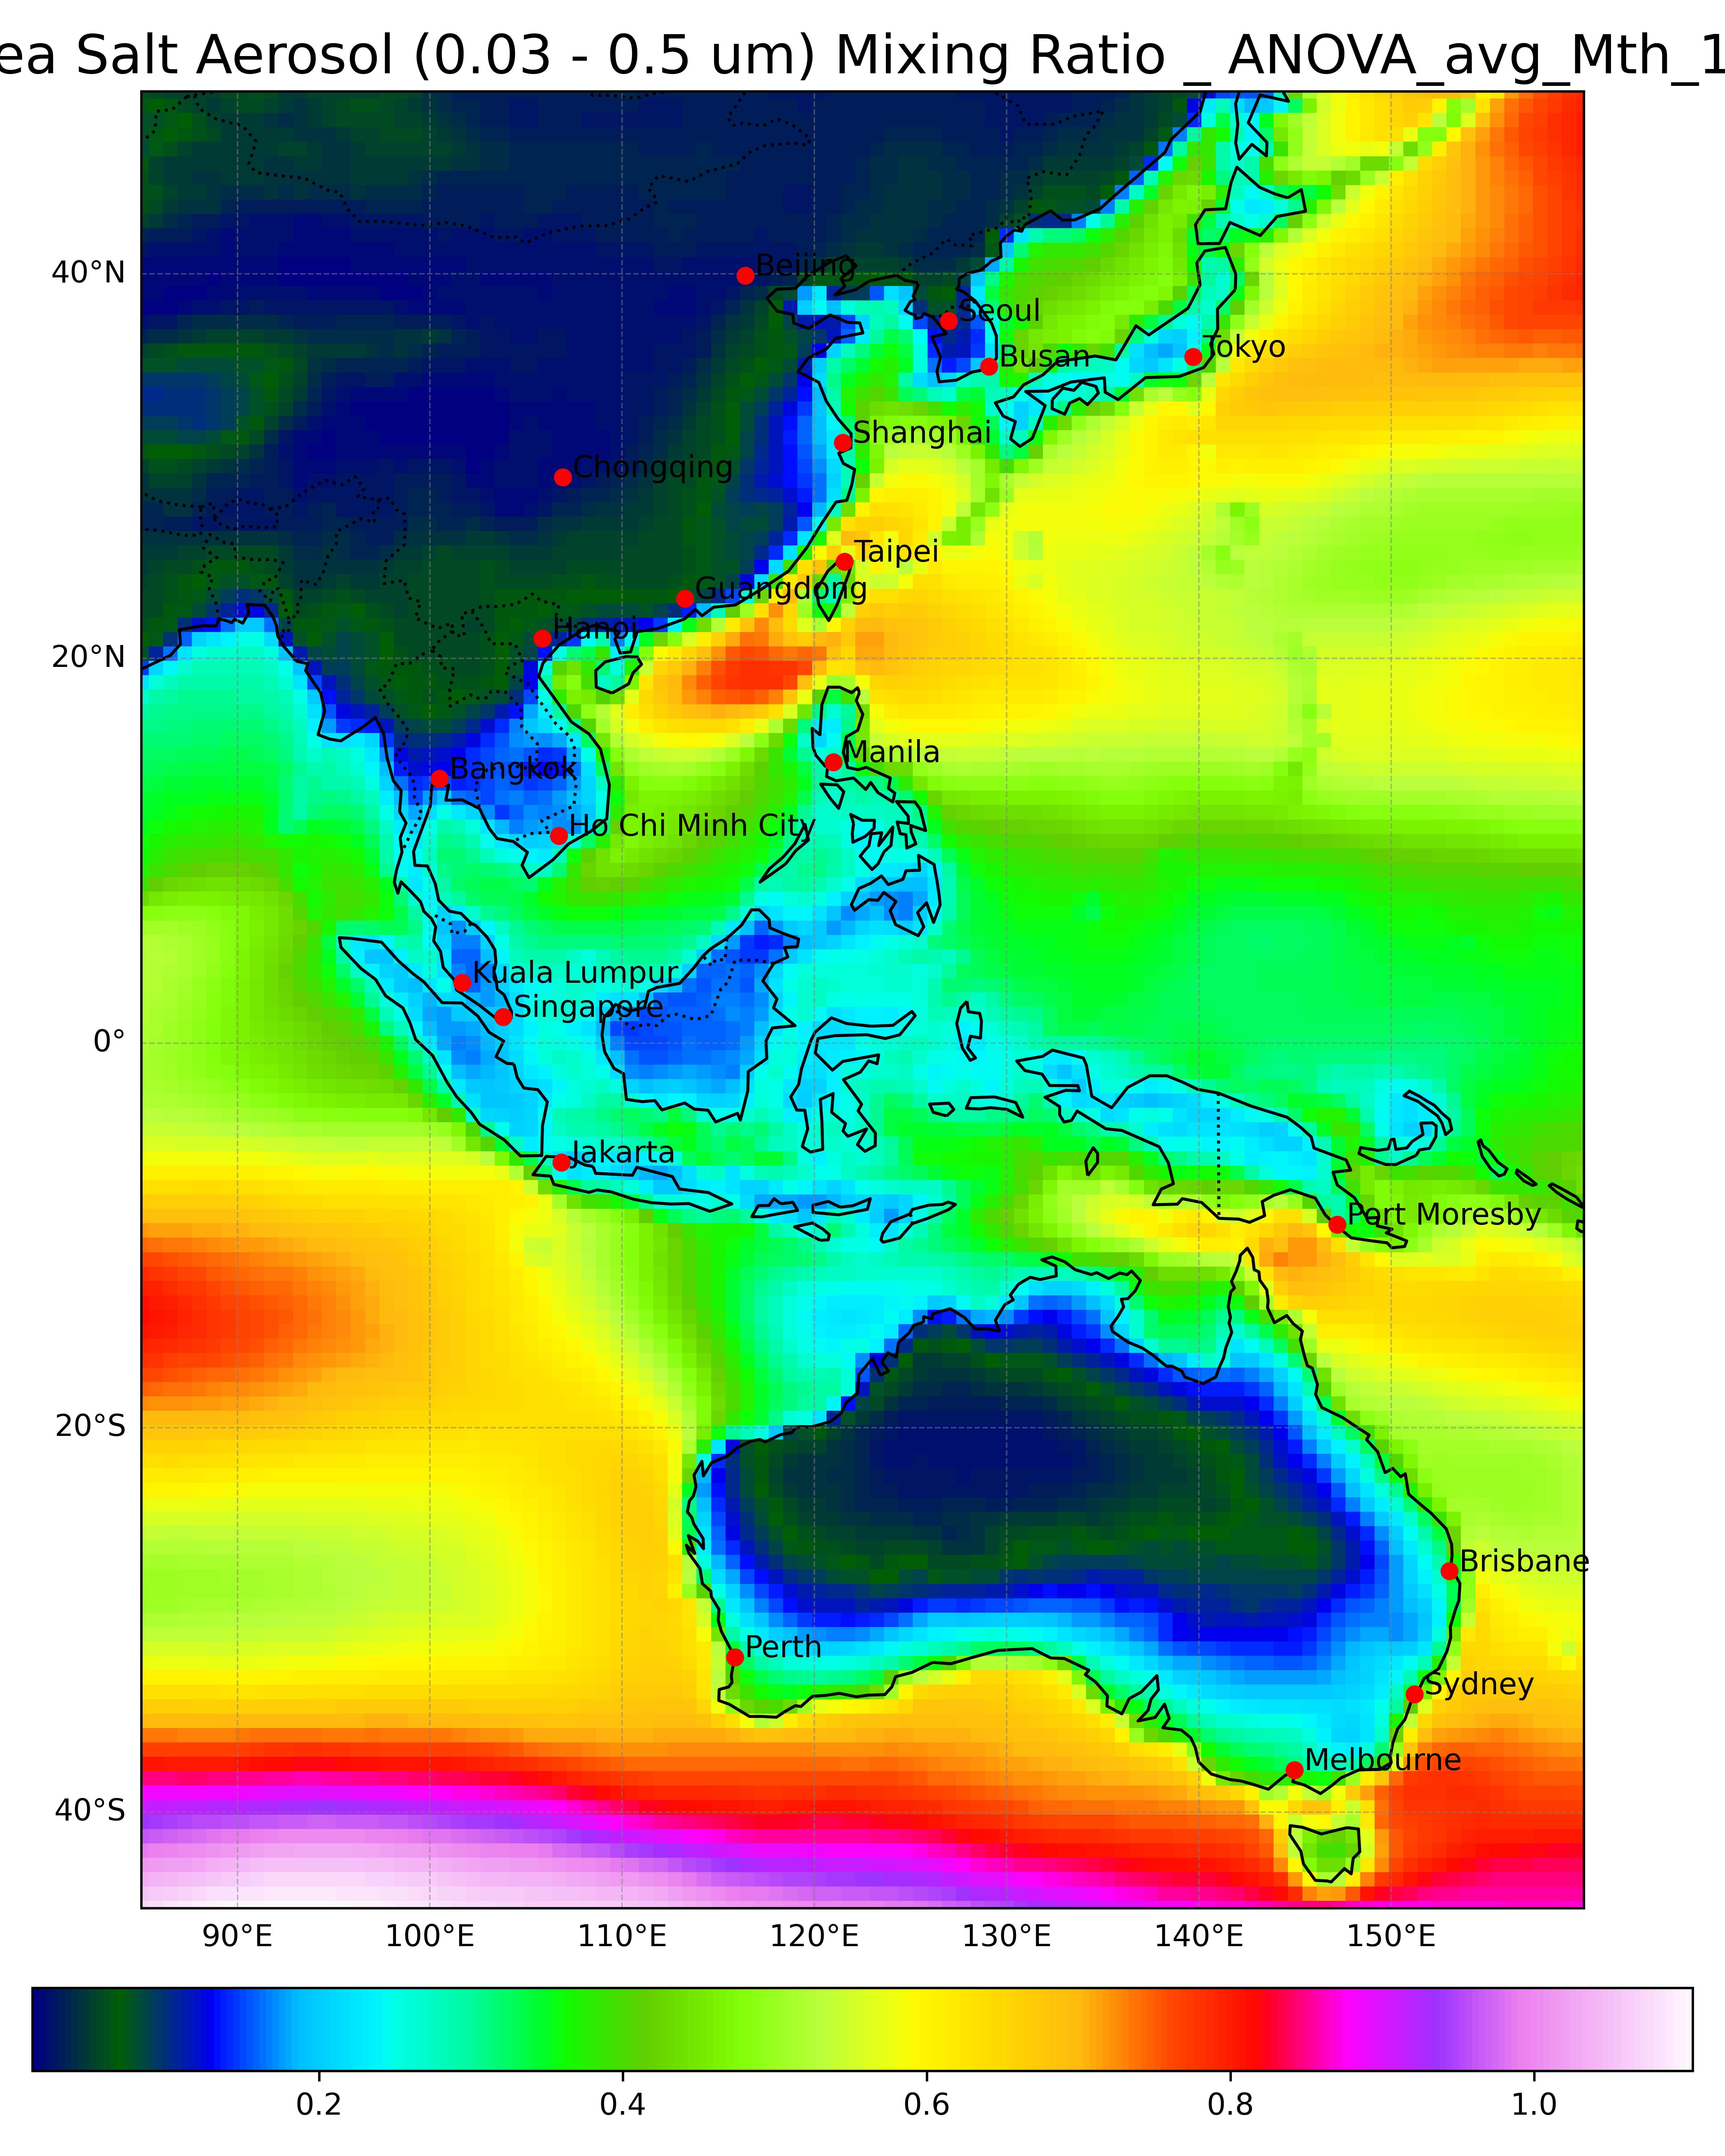 ea Salt Aerosol (0.03 - 0.5 um) Mixing Ratio _ ANOVA_avg_Mth_1
40°N
20°N
0°
20°S
40°S
Beijing
Seoul
Busan
Tokyo
Shanghai
Chongqing
Taipei
Guangdong
Hanoi
Manila
Bangkok
Ho Chi Minh City
Kuala Lumpur
Singapore
Jakarta
Port Moresby
Brisbane
Perth
Sydney
Melbourne
90°E 100°E 110°E 120°E 130°E 140°E 150°E
0.2 0.4 0.6 0.8 1.0